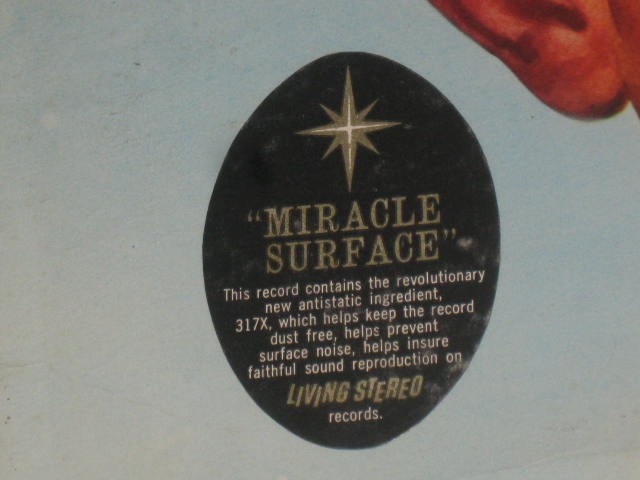 "MIRACLE
SURFACE"
This record contains the revolutionary
new antistatic ingredient,
317X, which helps keep the record
dust free, helps prevent
surface noise, helps insure
faithful sound reproduction on
LIVING STEREO
records.